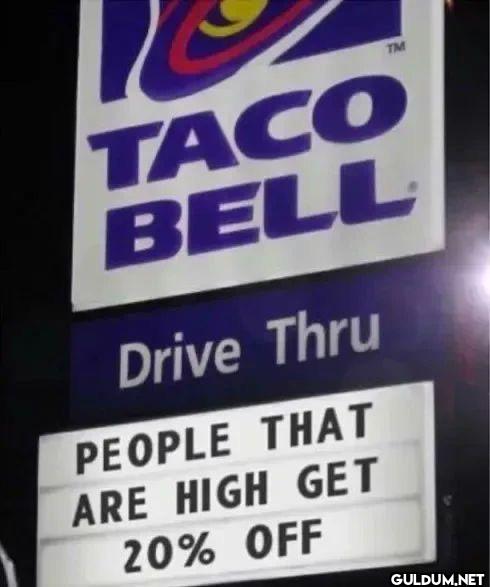 TM
TACO
BELL
Drive Thru
PEOPLE THAT
ARE HIGH GET
20% OFF
GULDUM.NET